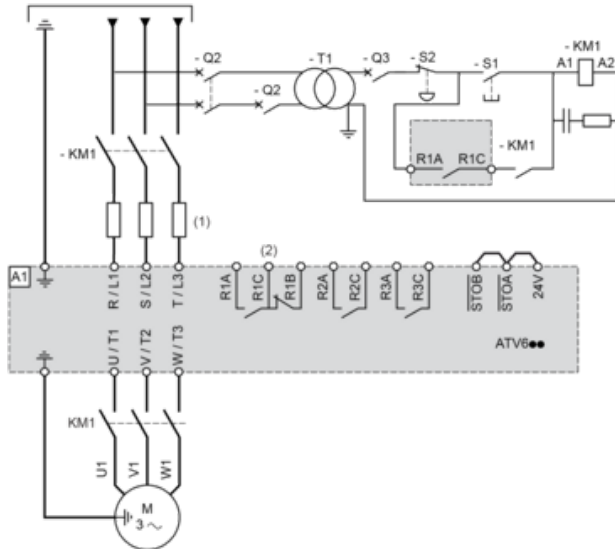 - Q2
- T1
- Q3
- S2
- S1
- KM1
A1
A2
- Q2
- KM1
R1A
R1C
- KM1
(1)
(2)
A1
R / L1
S / L2
T / L3
R1A
R1C
R1B
R2A
R2C
R3A
R3C
STOB
STOA
24V
U / T1
V / T2
W / T3
ATV6●●
KM1
U1
V1
W1
M
3 ~